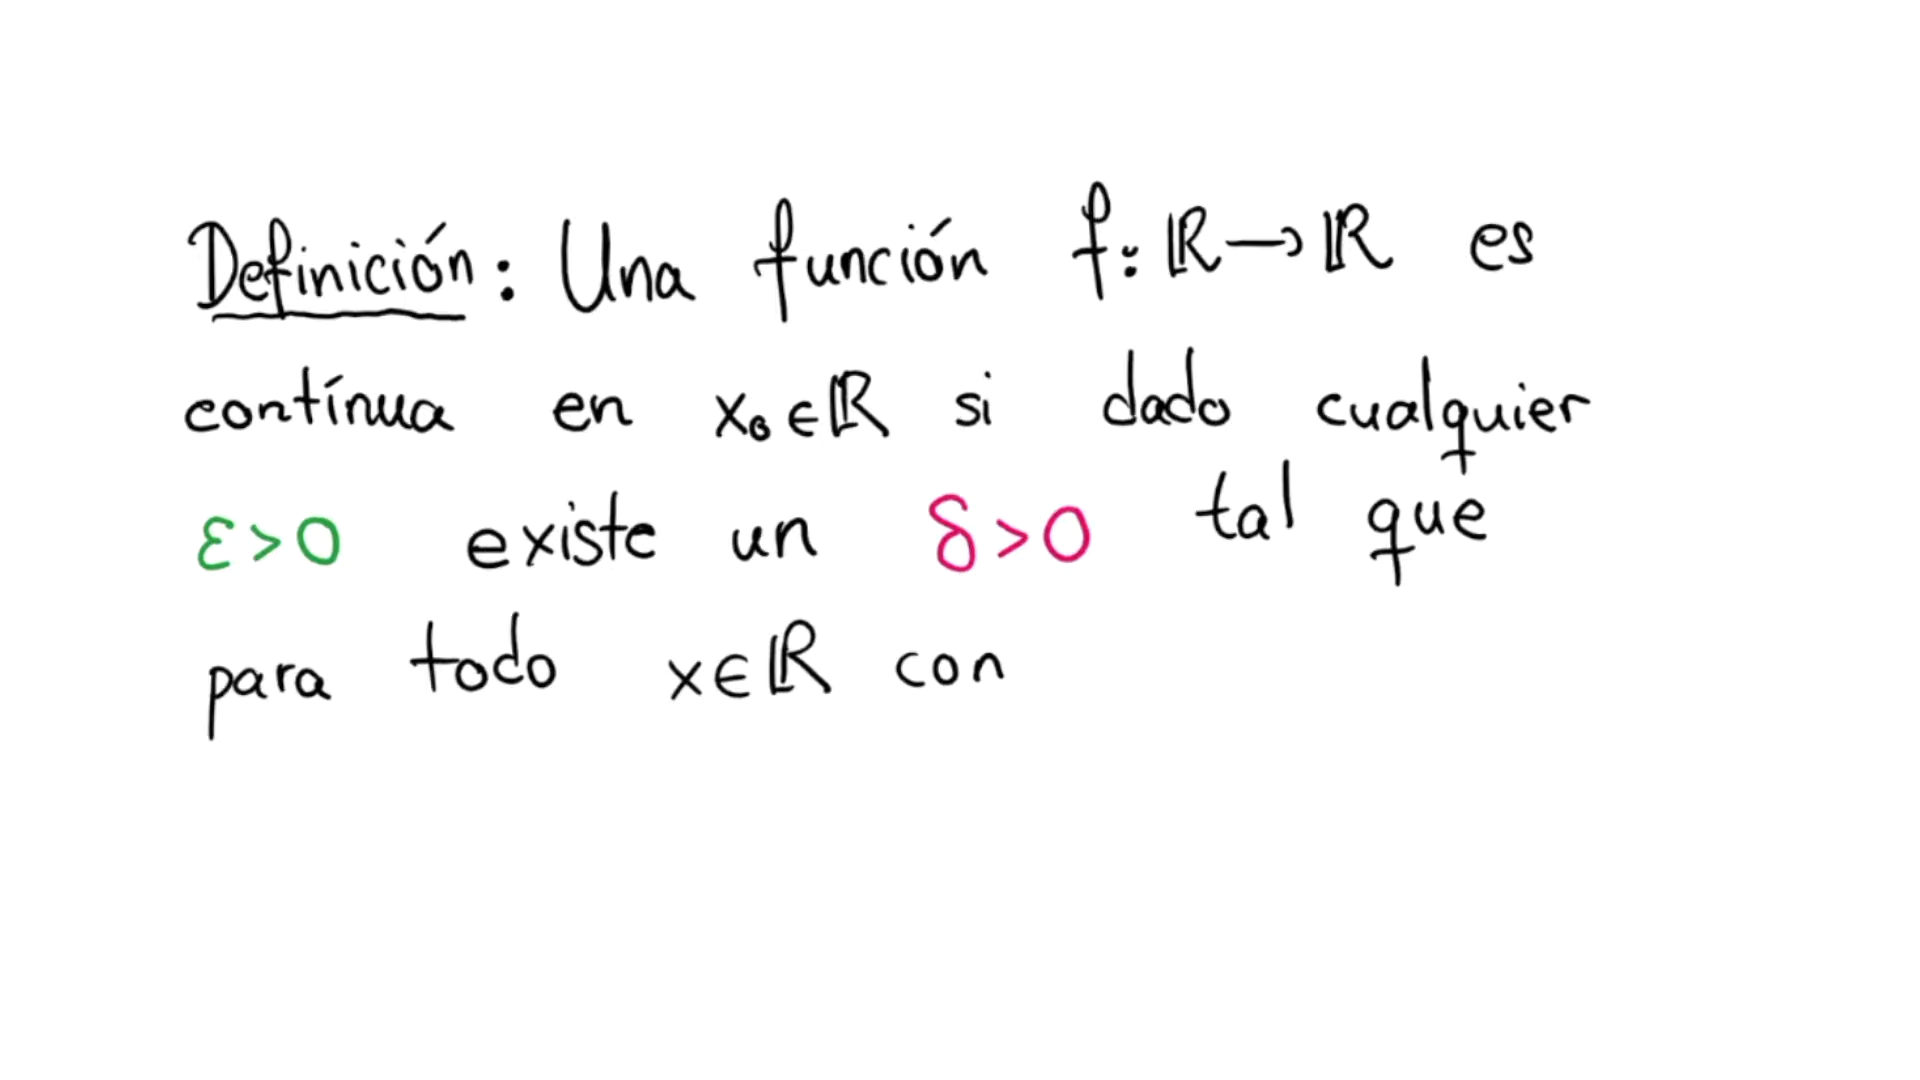 Definición: Una función f: ℝ→ℝ es
contínua en x₀∈ℝ si dado cualquier
ε>0 existe un δ>0 tal que
para todo x∈ℝ con